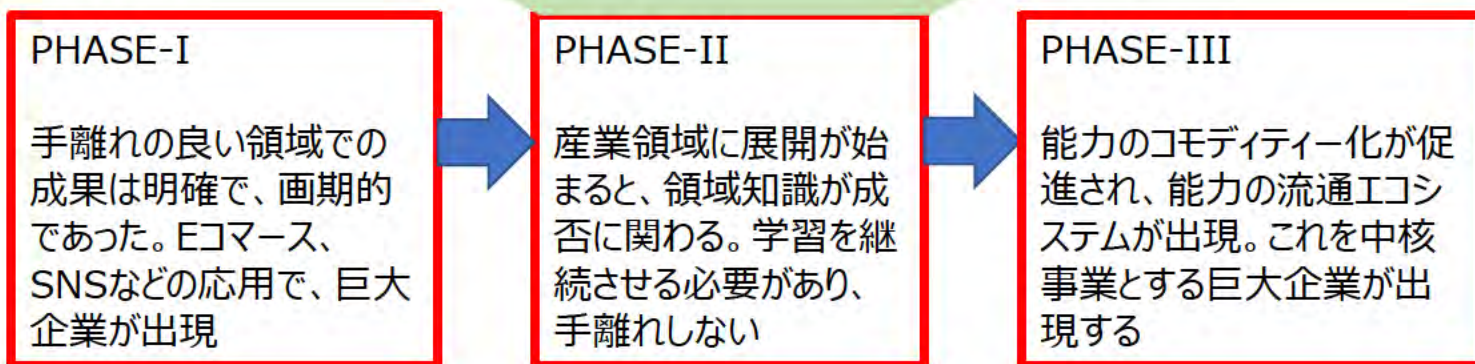 PHASE-I
手離れの良い領域での
成果は明確で、画期的
であった。Eコマース、
SNSなどの応用で、巨大
企業が出現
PHASE-II
産業領域に展開が始
まると、領域知識が成
否に関わる。学習を継
続させる必要があり、
手離れしない
PHASE-III
能力のコモディティー化が促
進され、能力の流通エコシ
ステムが出現。これを中核
事業とする巨大企業が出
現する